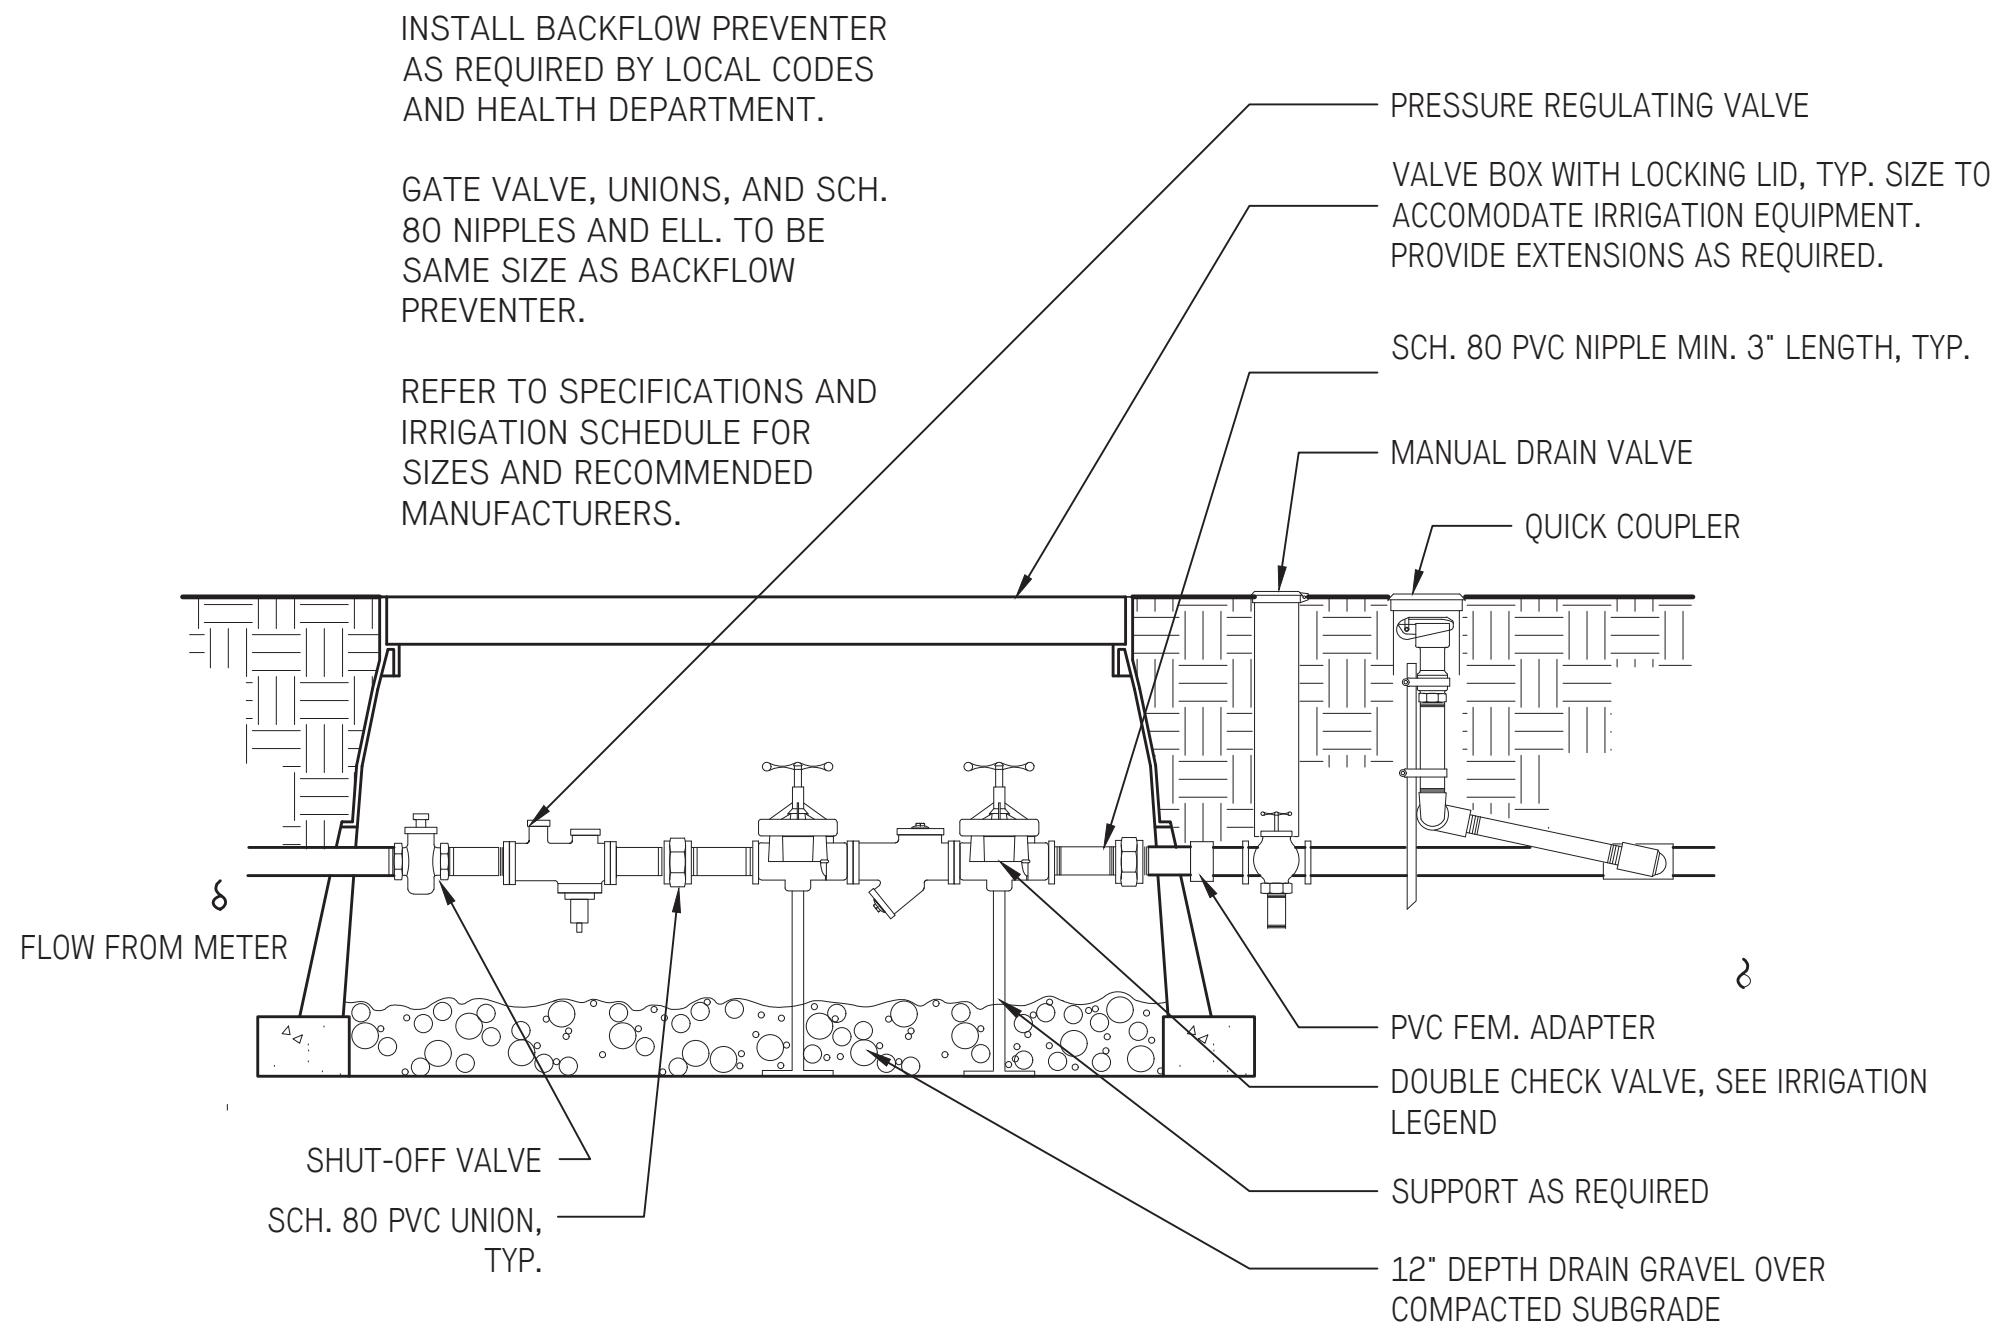 INSTALL BACKFLOW PREVENTER
AS REQUIRED BY LOCAL CODES
AND HEALTH DEPARTMENT.
GATE VALVE, UNIONS, AND SCH.
80 NIPPLES AND ELL. TO BE
SAME SIZE AS BACKFLOW
PREVENTER.
REFER TO SPECIFICATIONS AND
IRRIGATION SCHEDULE FOR
SIZES AND RECOMMENDED
MANUFACTURERS.
PRESSURE REGULATING VALVE
VALVE BOX WITH LOCKING LID, TYP. SIZE TO
ACCOMODATE IRRIGATION EQUIPMENT.
PROVIDE EXTENSIONS AS REQUIRED.
SCH. 80 PVC NIPPLE MIN. 3" LENGTH, TYP.
MANUAL DRAIN VALVE
QUICK COUPLER
FLOW FROM METER
PVC FEM. ADAPTER
DOUBLE CHECK VALVE, SEE IRRIGATION
LEGEND
SHUT-OFF VALVE
SUPPORT AS REQUIRED
SCH. 80 PVC UNION,
TYP.
12" DEPTH DRAIN GRAVEL OVER
COMPACTED SUBGRADE